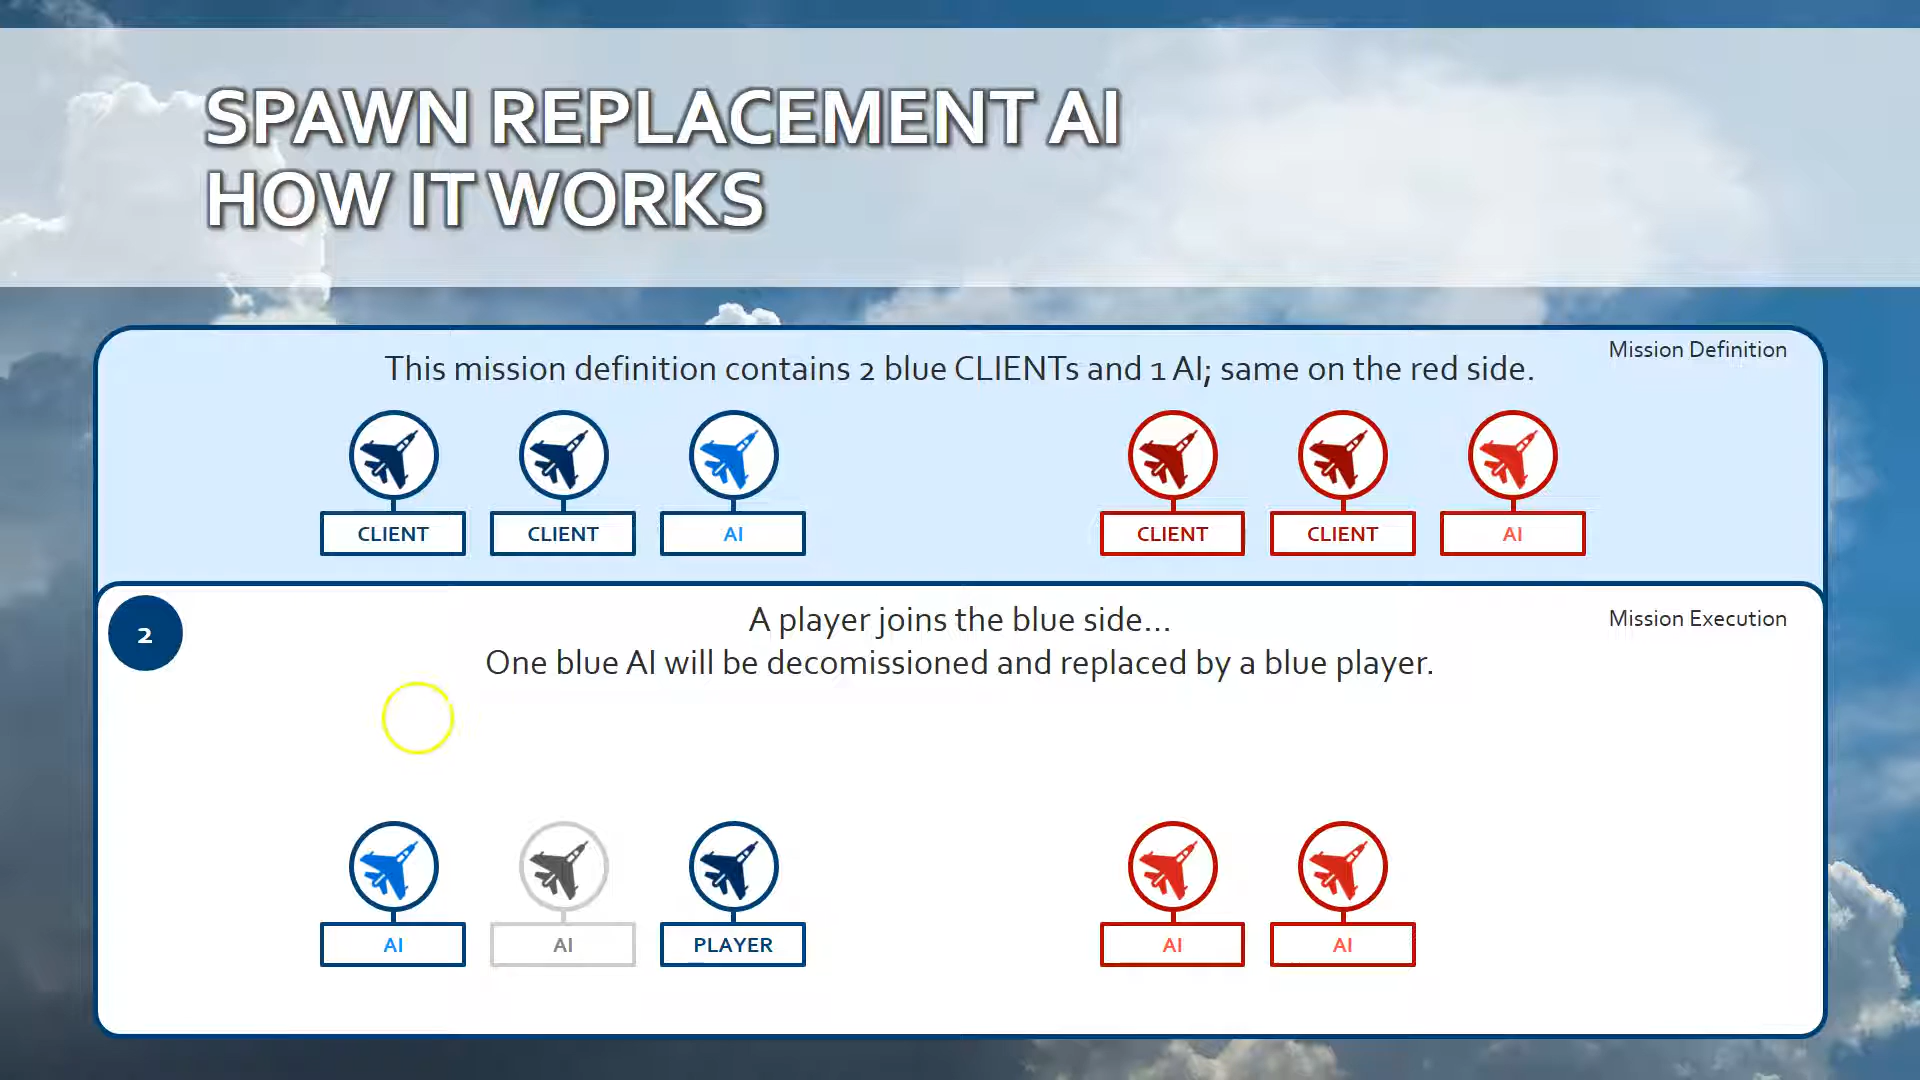 SPAWN REPLACEMENT AI
HOW IT WORKS
Mission Definition
This mission definition contains 2 blue CLIENTs and 1 AI; same on the red side.
CLIENT CLIENT AI CLIENT CLIENT AI
2
A player joins the blue side...
Mission Execution
One blue AI will be decomissioned and replaced by a blue player.
AI AI PLAYER AI AI